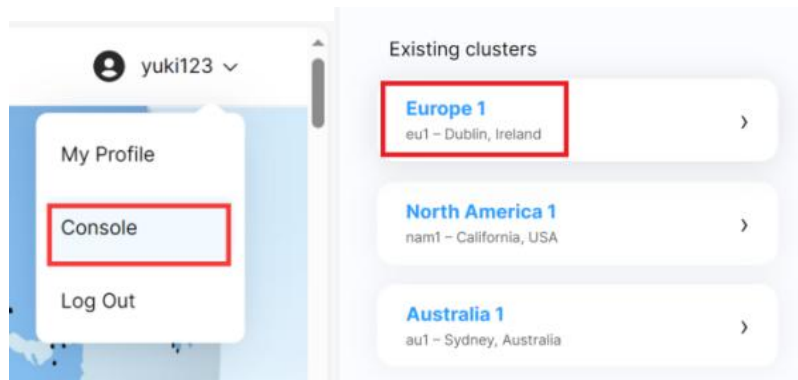 yuki123
My Profile
Console
Log Out
Existing clusters
Europe 1
eu1 – Dublin, Ireland
North America 1
nam1 – California, USA
Australia 1
au1 – Sydney, Australia